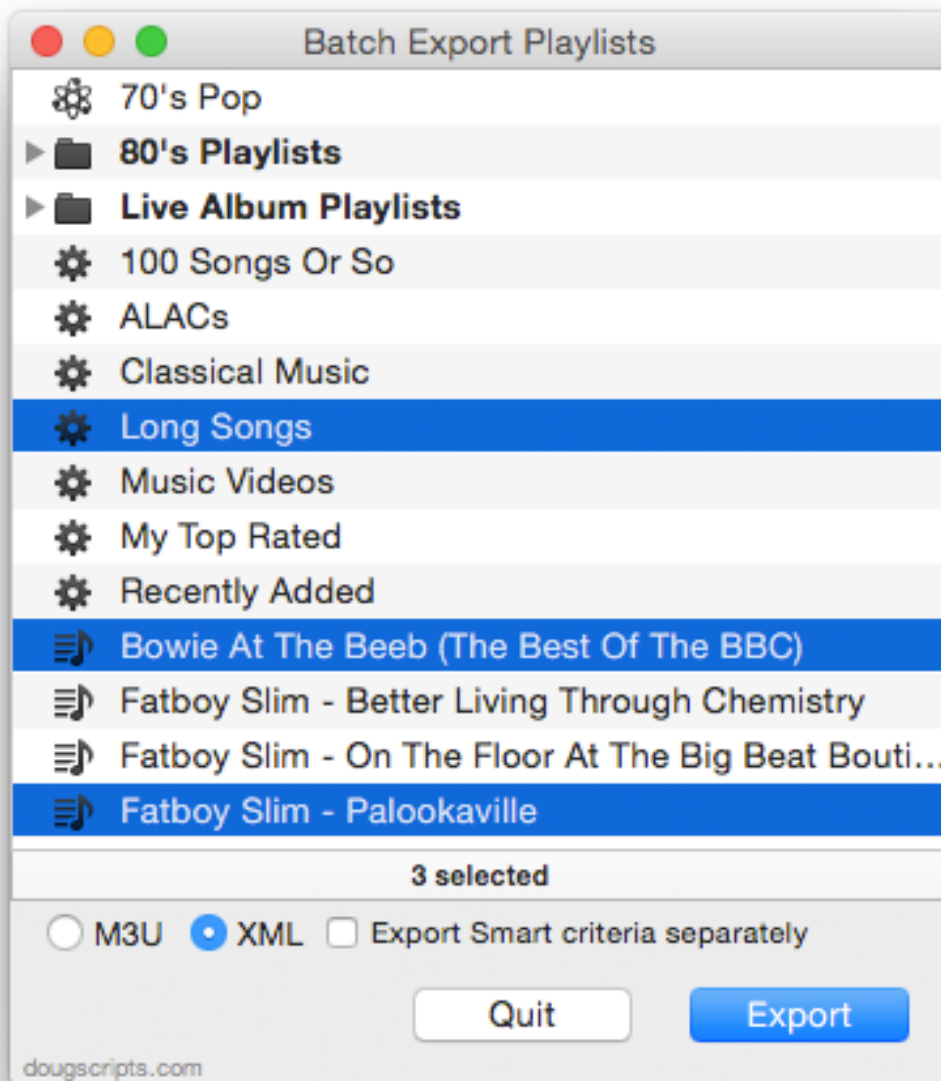 Batch Export Playlists
70's Pop
80's Playlists
Live Album Playlists
100 Songs Or So
ALACs
Classical Music
Long Songs
Music Videos
My Top Rated
Recently Added
Bowie At The Beeb (The Best Of The BBC)
Fatboy Slim - Better Living Through Chemistry
Fatboy Slim - On The Floor At The Big Beat Bouti...
Fatboy Slim - Palookaville
3 selected
M3U XML Export Smart criteria separately
Quit Export
dougscripts.com